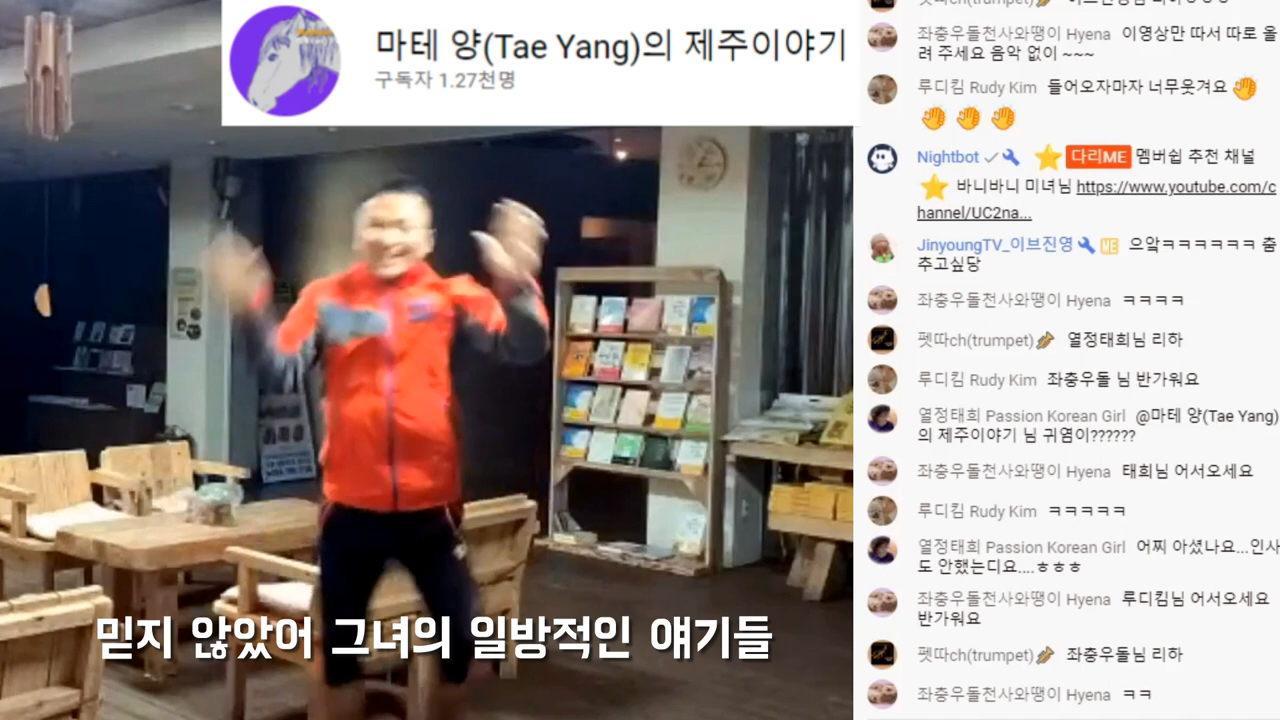 마테 양(Tae Yang)의 제주이야기
구독자 1.27천명
믿지 않았어 그녀의 일방적인 얘기들
펫따ch(trumpet)
좌충우돌천사와땡이 Hyena 이영상만 따서 따로 올
려 주세요 음악 없이 ~~~
루디킴 Rudy Kim 들어오자마자 너무웃겨요
Nightbot 다리ME 멤버쉽 추천 채널
바니바니 미녀님 https://www.youtube.com/c
hannel/UC2na...
JinyoungTV_이브진영 ME 으앜ㅋㅋㅋㅋㅋㅋ 춤
추고싶당
좌충우돌천사와땡이 Hyena ㅋㅋㅋㅋ
펫따ch(trumpet) 열정태희님 리하
루디킴 Rudy Kim 좌충우돌 님 반가워요
열정태희 Passion Korean Girl @마테 양(Tae Yang)
의 제주이야기 님 귀염이??????
좌충우돌천사와땡이 Hyena 태희님 어서오세요
루디킴 Rudy Kim ㅋㅋㅋㅋㅋ
열정태희 Passion Korean Girl 어찌 아셨나요...인사
도 안했는디요....ㅎㅎㅎ
좌충우돌천사와땡이 Hyena 루디킴님 어서오세요
반가워요
펫따ch(trumpet) 좌충우돌님 리하
좌충우돌천사와땡이 Hyena ㅋㅋ